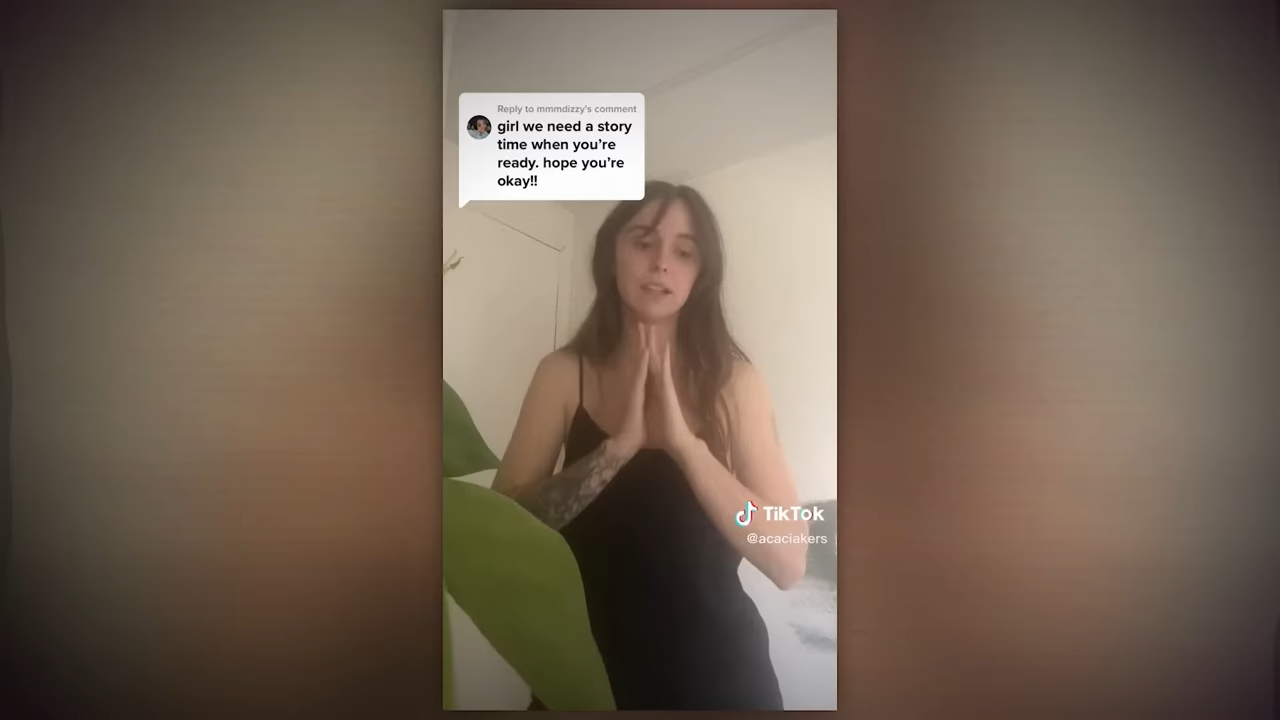 Reply to mmmdizzy's comment
girl we need a story
time when you're
ready. hope you're
okay!!
TikTok
@acaciakers